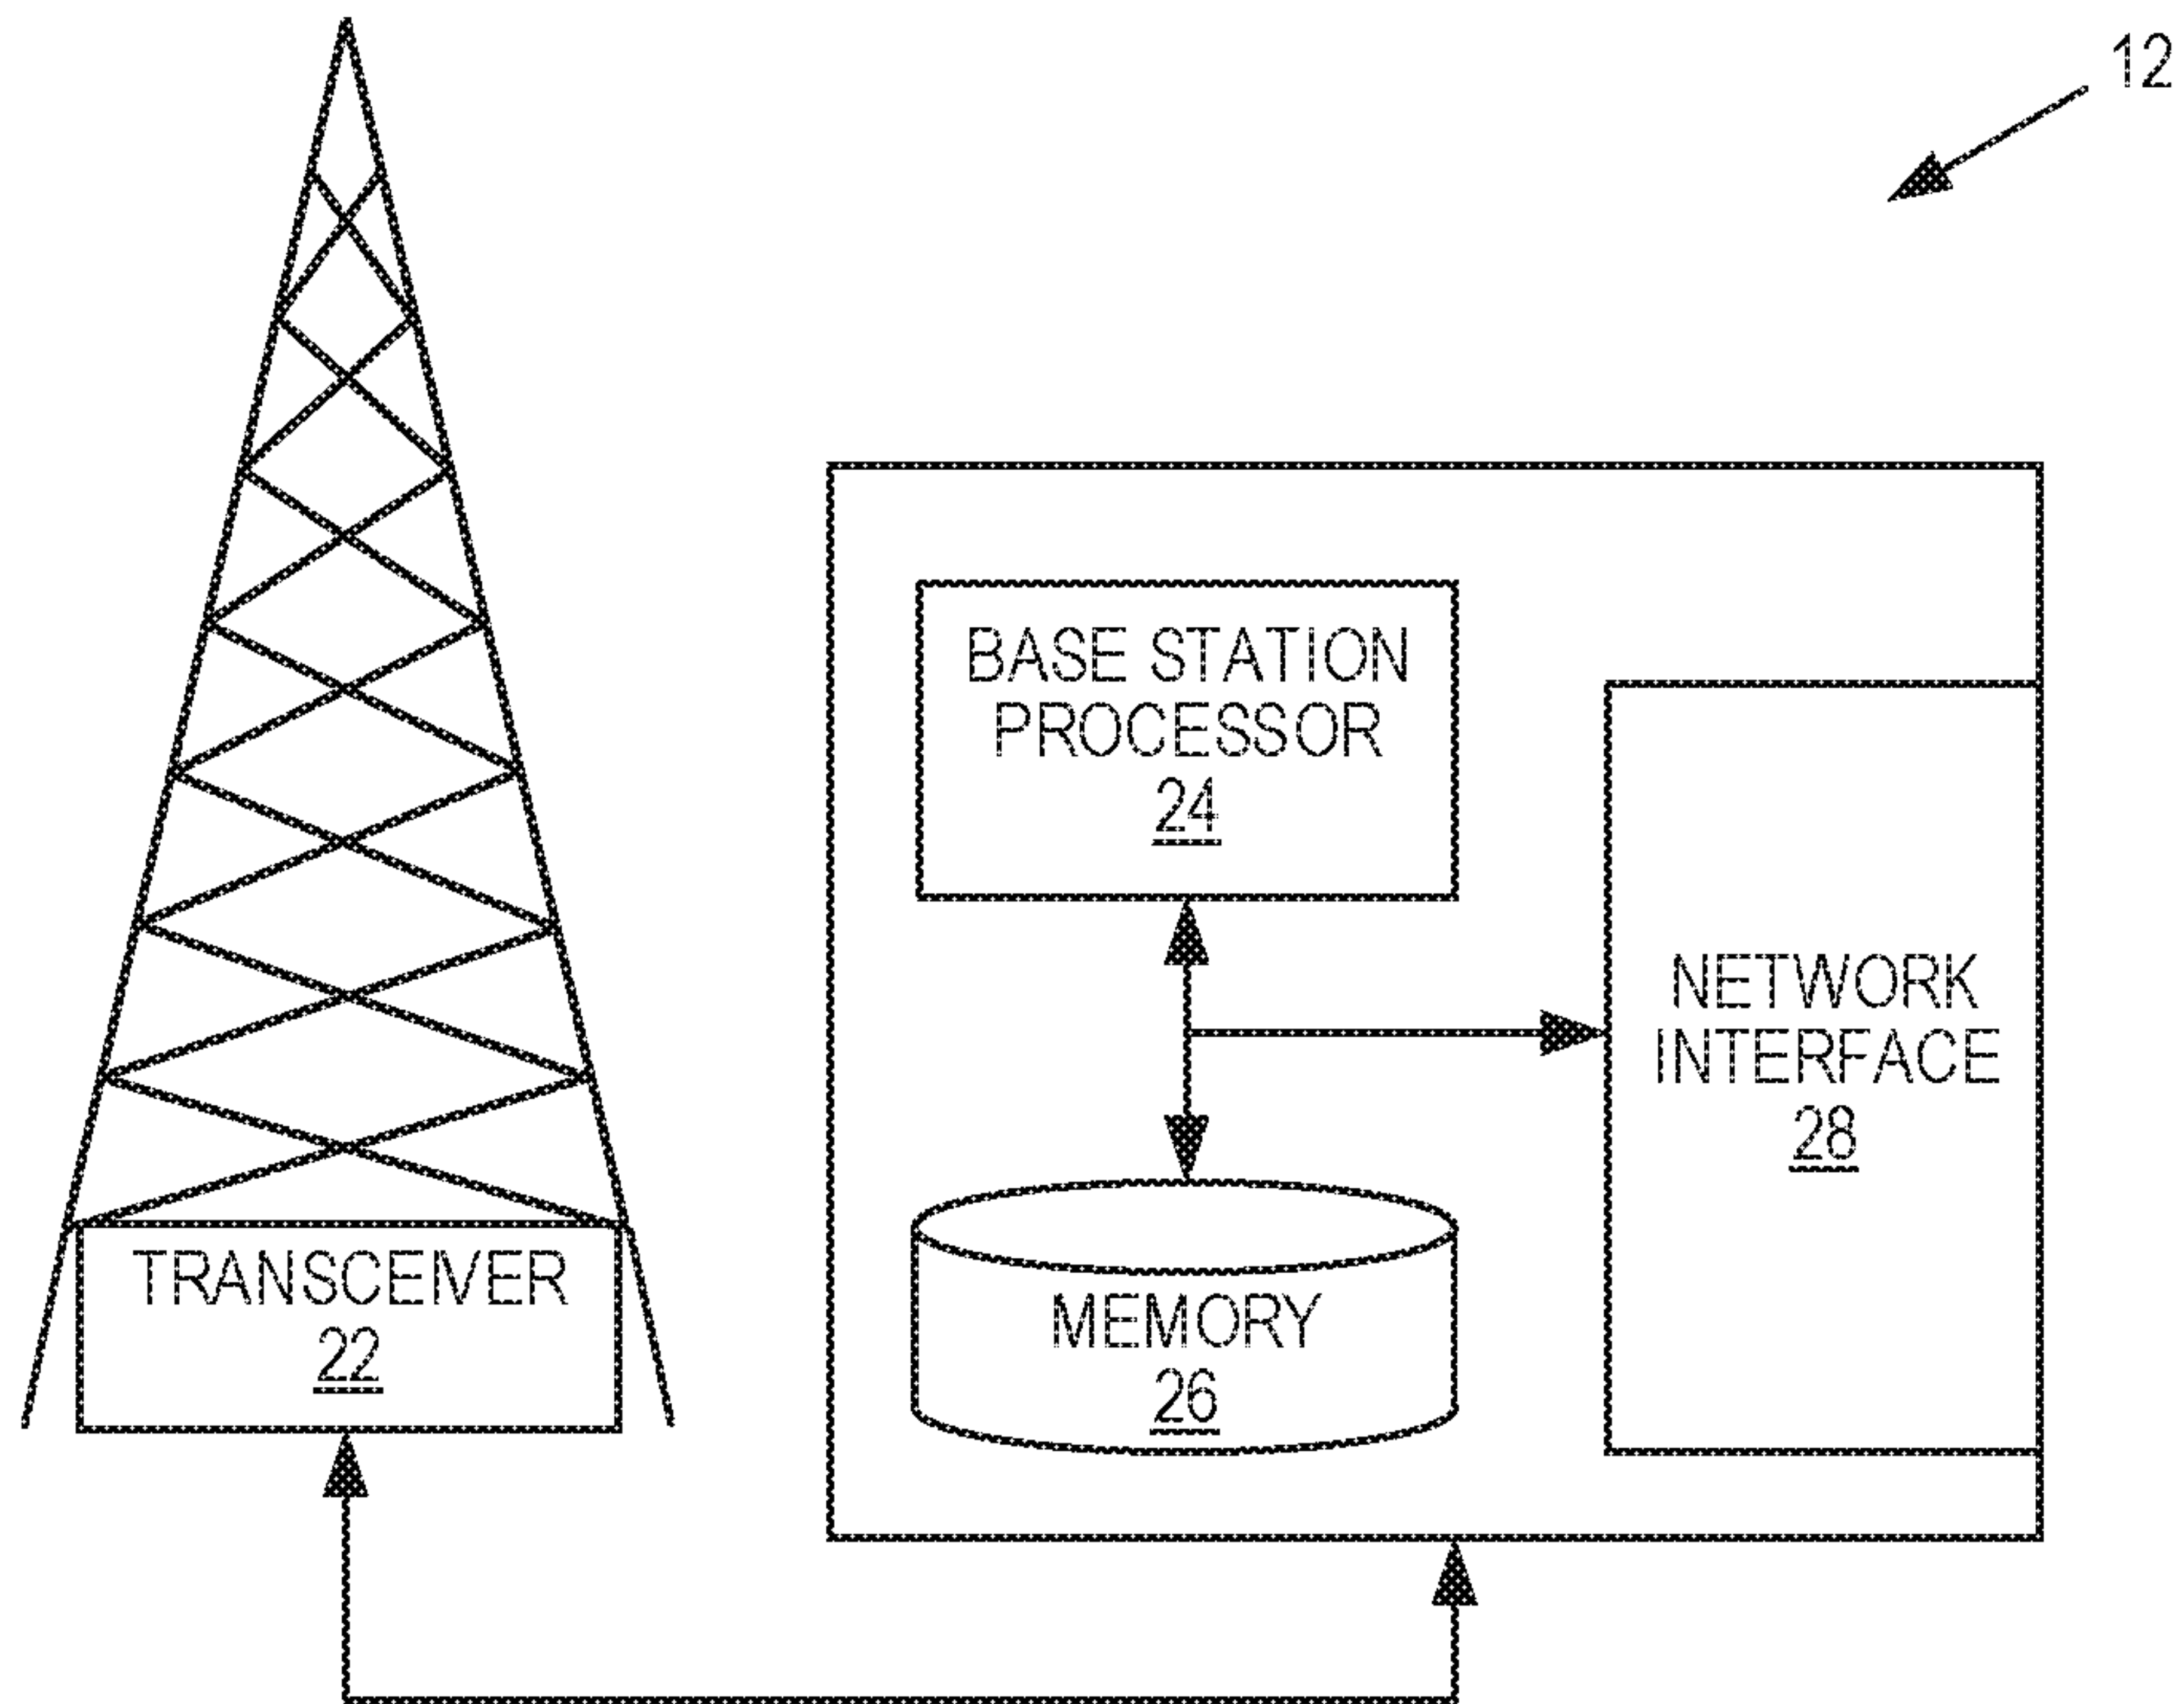 12
BASE STATION
PROCESSOR
24
NETWORK
INTERFACE
28
TRANSCEIVER
22
MEMORY
26